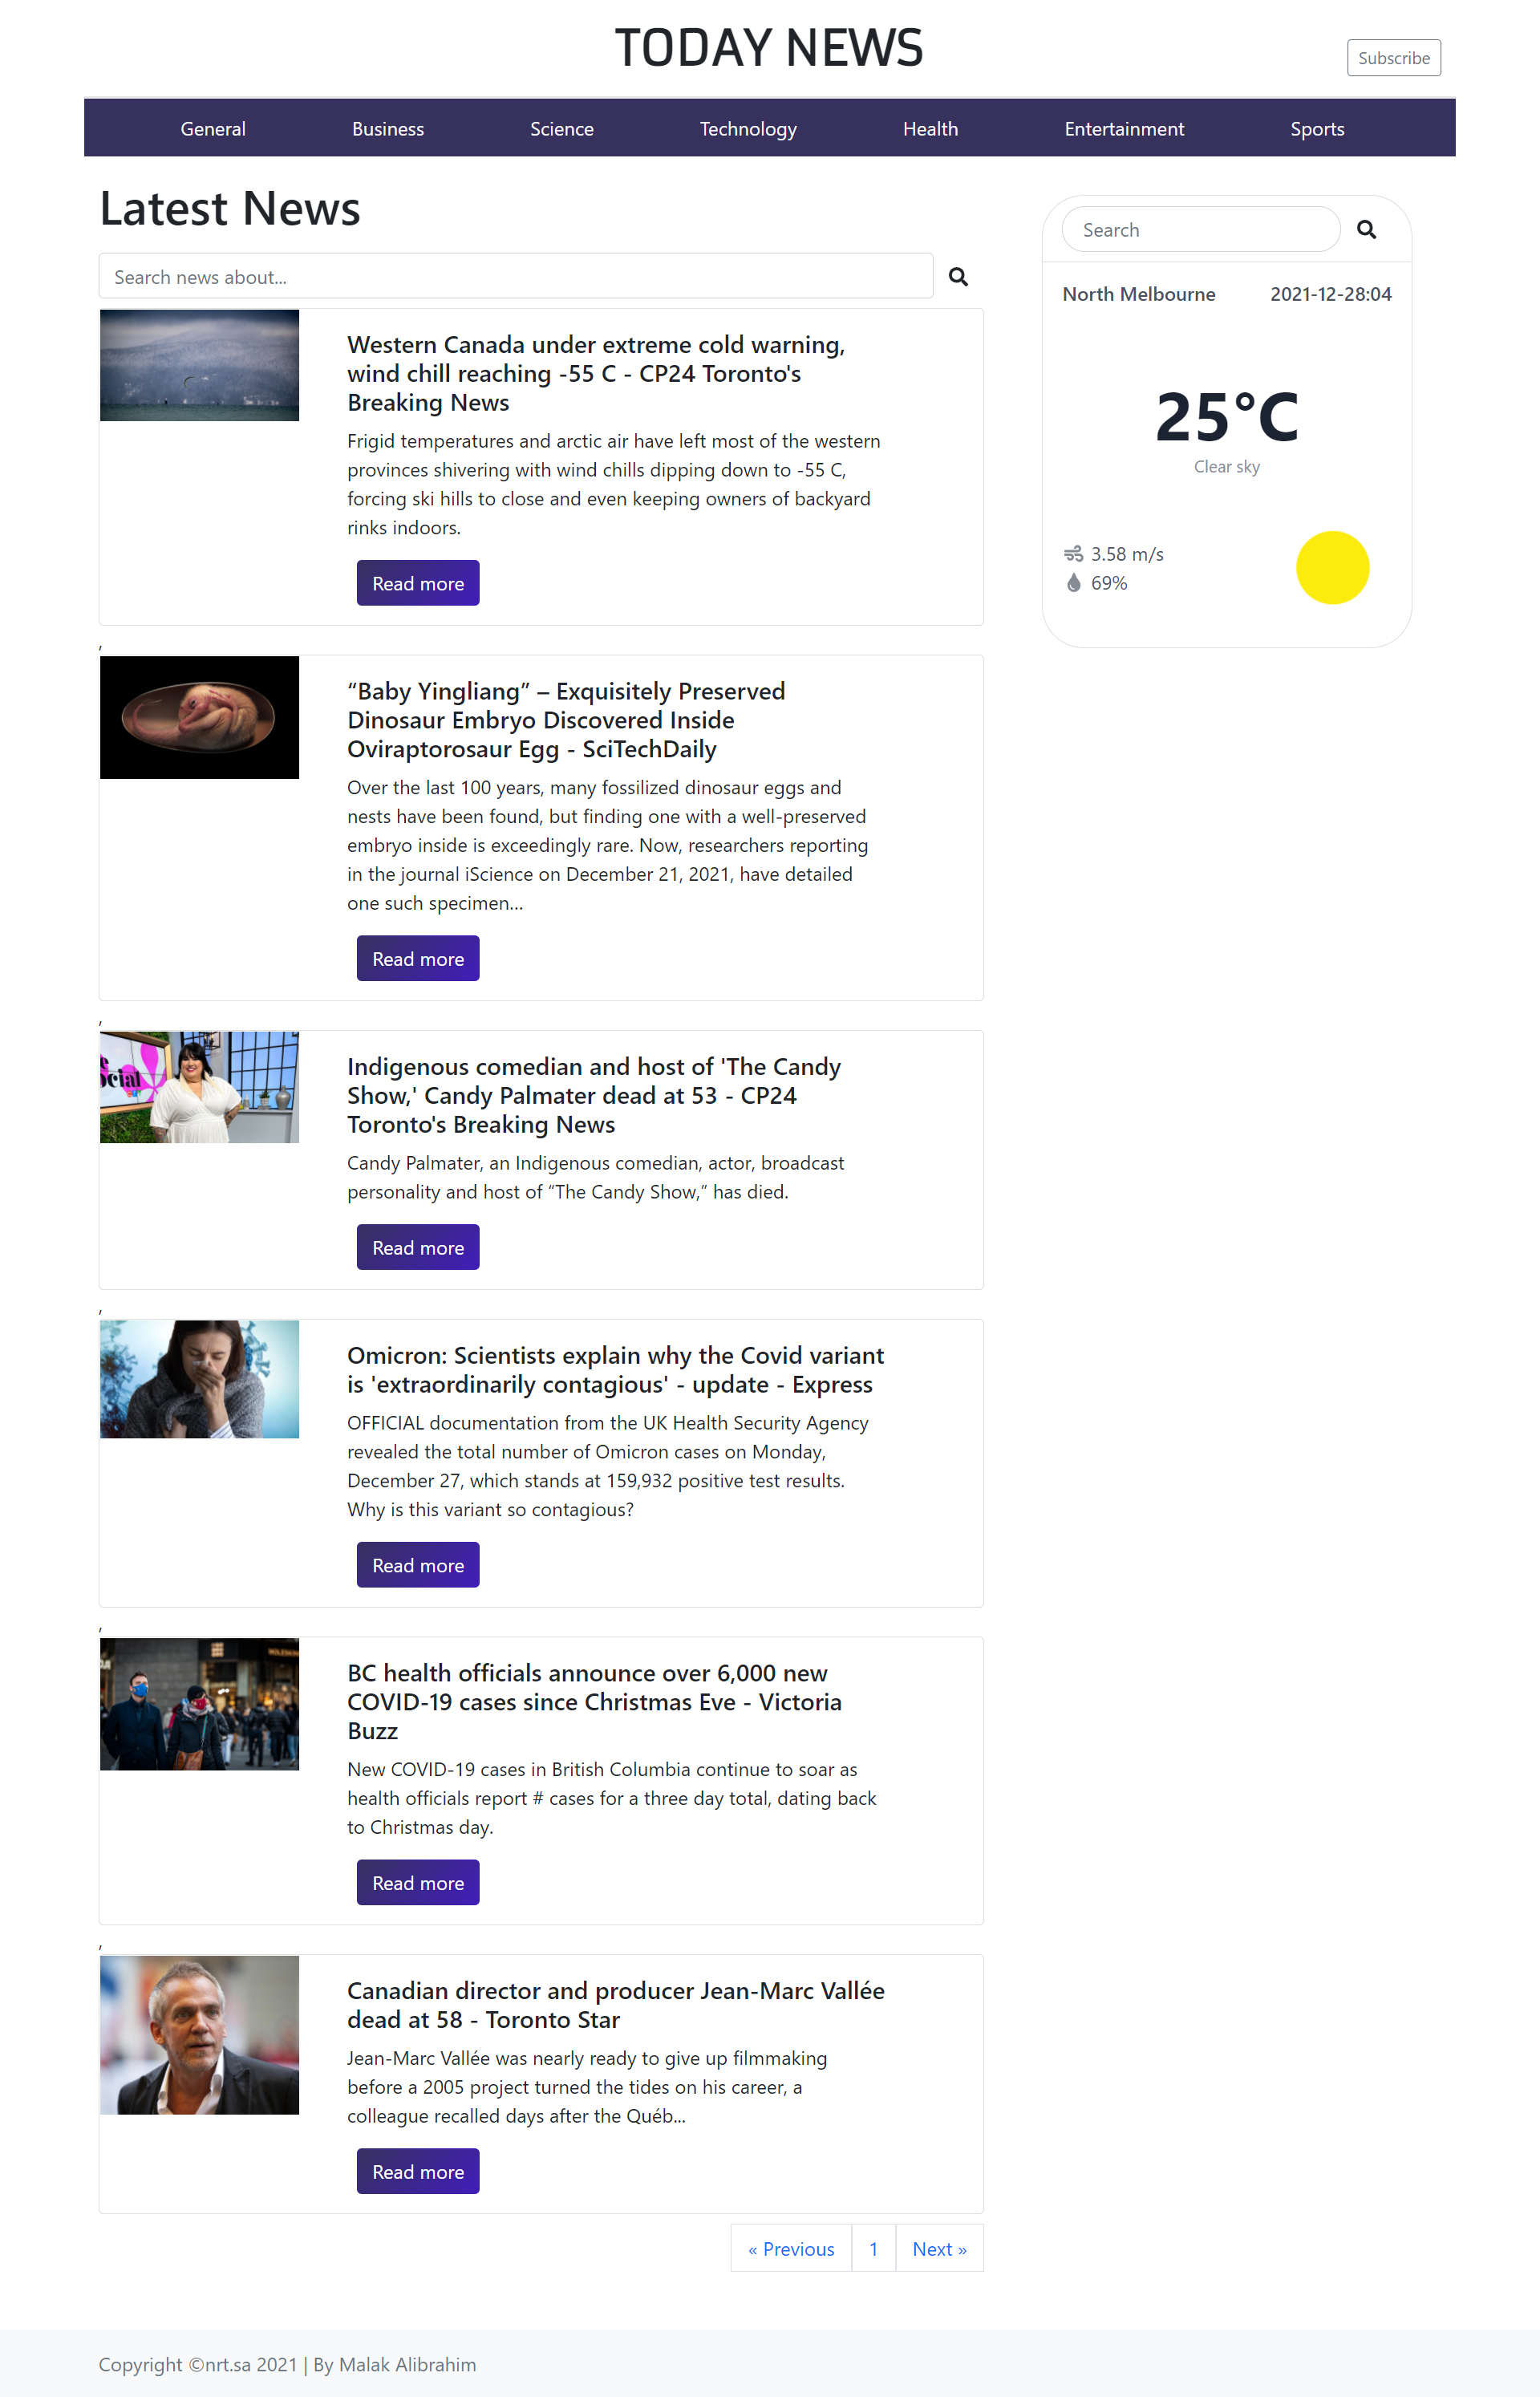 TODAY NEWS
Subscribe
General Business Science Technology Health Entertainment Sports
Latest News
Search news about...
Western Canada under extreme cold warning,
wind chill reaching -55 C - CP24 Toronto's
Breaking News
Frigid temperatures and arctic air have left most of the western
provinces shivering with wind chills dipping down to -55 C,
forcing ski hills to close and even keeping owners of backyard
rinks indoors.
Read more
,
“Baby Yingliang” – Exquisitely Preserved
Dinosaur Embryo Discovered Inside
Oviraptorosaur Egg - SciTechDaily
Over the last 100 years, many fossilized dinosaur eggs and
nests have been found, but finding one with a well-preserved
embryo inside is exceedingly rare. Now, researchers reporting
in the journal iScience on December 21, 2021, have detailed
one such specimen...
Read more
,
ocial
Indigenous comedian and host of 'The Candy
Show,' Candy Palmater dead at 53 - CP24
Toronto's Breaking News
Candy Palmater, an Indigenous comedian, actor, broadcast
personality and host of “The Candy Show,” has died.
Read more
,
Omicron: Scientists explain why the Covid variant
is 'extraordinarily contagious' - update - Express
OFFICIAL documentation from the UK Health Security Agency
revealed the total number of Omicron cases on Monday,
December 27, which stands at 159,932 positive test results.
Why is this variant so contagious?
Read more
,
BC health officials announce over 6,000 new
COVID-19 cases since Christmas Eve - Victoria
Buzz
New COVID-19 cases in British Columbia continue to soar as
health officials report # cases for a three day total, dating back
to Christmas day.
Read more
,
Canadian director and producer Jean-Marc Vallée
dead at 58 - Toronto Star
Jean-Marc Vallée was nearly ready to give up filmmaking
before a 2005 project turned the tides on his career, a
colleague recalled days after the Québ...
Read more
« Previous 1 Next »
Search
North Melbourne 2021-12-28:04
25°C
Clear sky
3.58 m/s
69%
Copyright ©nrt.sa 2021 | By Malak Alibrahim